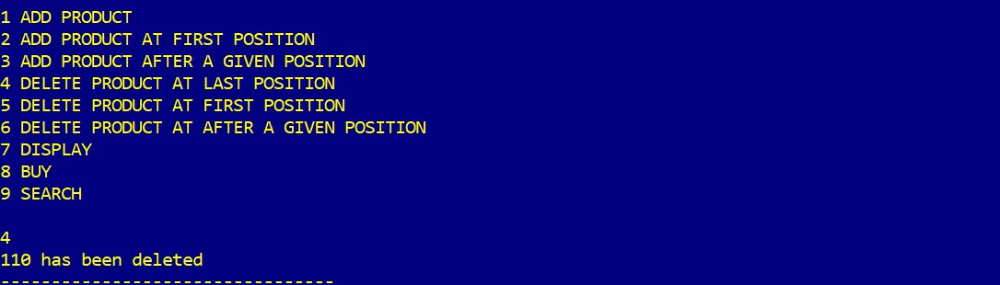 1 ADD PRODUCT
2 ADD PRODUCT AT FIRST POSITION
3 ADD PRODUCT AFTER A GIVEN POSITION
4 DELETE PRODUCT AT LAST POSITION
5 DELETE PRODUCT AT FIRST POSITION
6 DELETE PRODUCT AT AFTER A GIVEN POSITION
7 DISPLAY
8 BUY
9 SEARCH
4
110 has been deleted
---------------------------------